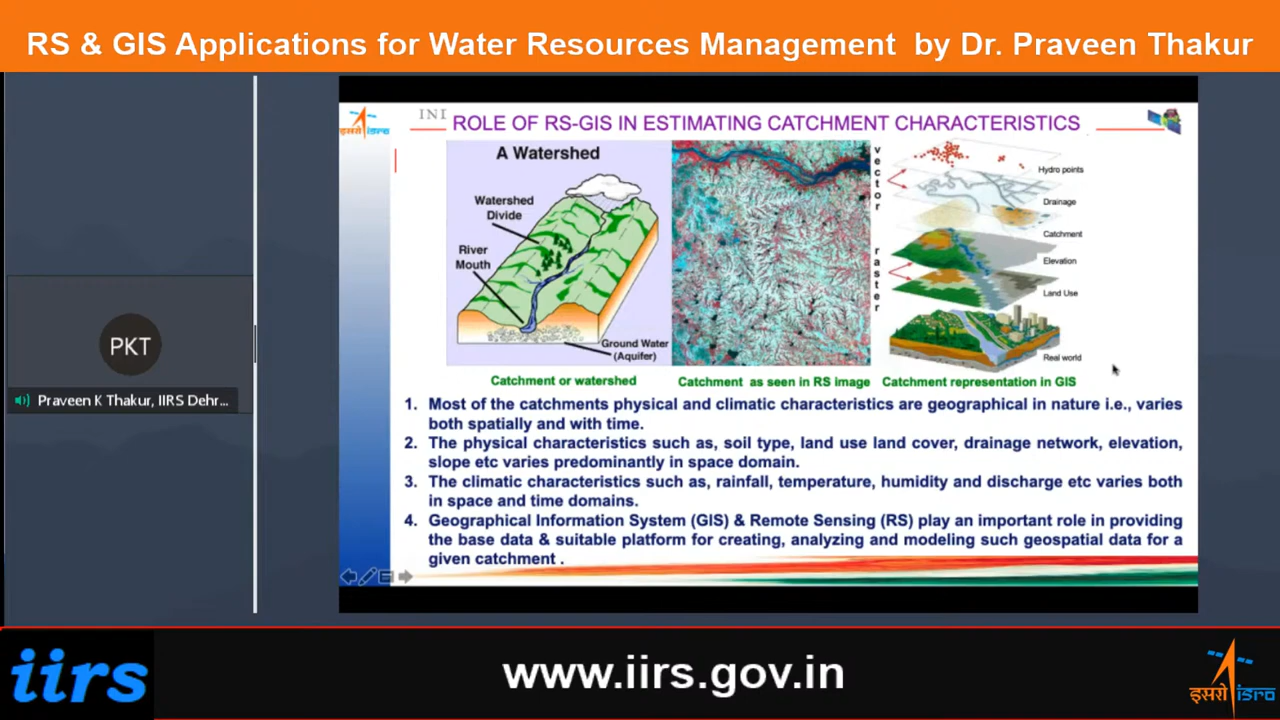 RS & GIS Applications for Water Resources Management by Dr. Praveen Thakur
इसरो isro
INI
ROLE OF RS-GIS IN ESTIMATING CATCHMENT CHARACTERISTICS
A Watershed
Watershed
Divide
River
Mouth
Ground Water
(Aquifer)
vector
raster
Hydro points
Drainage
Catchment
Elevation
Land Use
Real world
Catchment or watershed
Catchment as seen in RS image
Catchment representation in GIS
1. Most of the catchments physical and climatic characteristics are geographical in nature i.e., varies
both spatially and with time.
2. The physical characteristics such as, soil type, land use land cover, drainage network, elevation,
slope etc varies predominantly in space domain.
3. The climatic characteristics such as, rainfall, temperature, humidity and discharge etc varies both
in space and time domains.
4. Geographical Information System (GIS) & Remote Sensing (RS) play an important role in providing
the base data & suitable platform for creating, analyzing and modeling such geospatial data for a
given catchment .
PKT
Praveen K Thakur, IIRS Dehr...
iirs
www.iirs.gov.in
इसरो isro